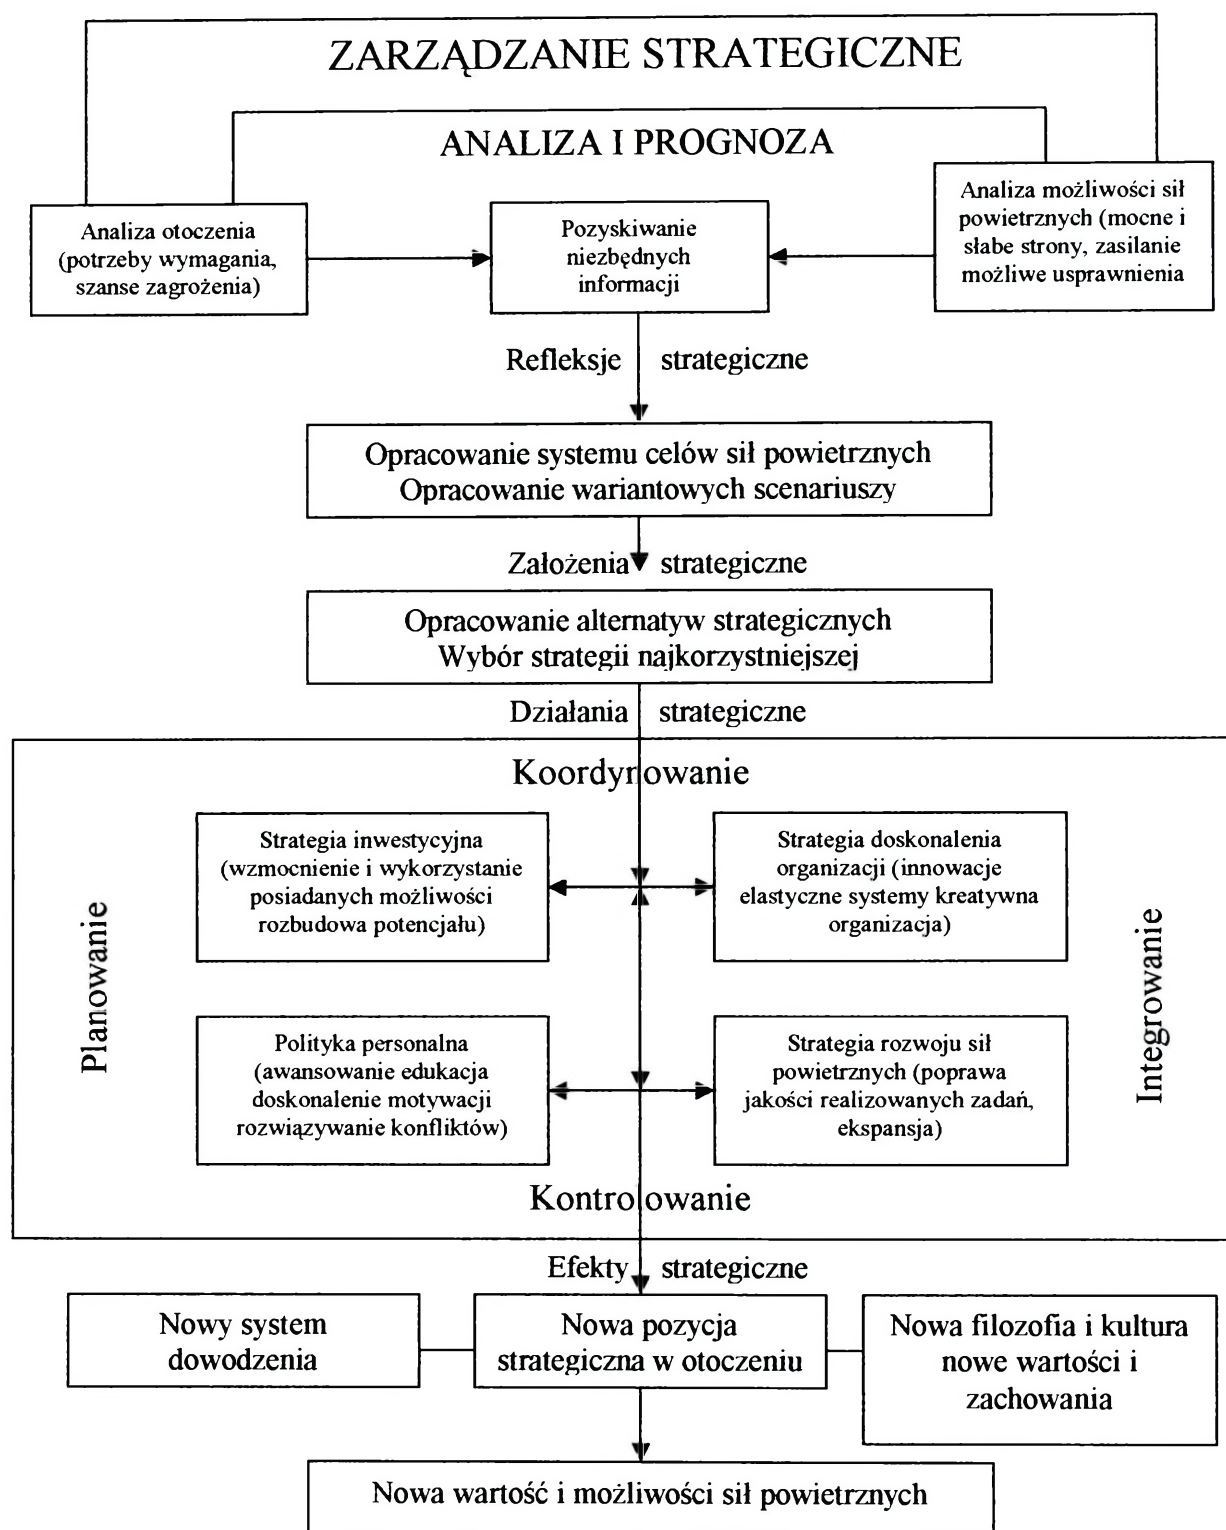 ZARZĄDZANIE STRATEGICZNE
ANALIZA I PROGNOZA
Analiza otoczenia
(potrzeby wymagania,
szanse zagrożenia)
Pozyskiwanie
niezbędnych
informacji
Analiza możliwości sił
powietrznych (mocne i
słabe strony, zasilanie
możliwe usprawnienia
Refleksje strategiczne
Opracowanie systemu celów sił powietrznych
Opracowanie wariantowych scenariuszy
Założenia strategiczne
Opracowanie alternatyw strategicznych
Wybór strategii najkorzystniejszej
Działania strategiczne
Koordynowanie
Planowanie
Strategia inwestycyjna
(wzmocnienie i wykorzystanie
posiadanych możliwości
rozbudowa potencjału)
Strategia doskonalenia
organizacji (innowacje
elastyczne systemy kreatywna
organizacja)
Integrowanie
Polityka personalna
(awansowanie edukacja
doskonalenie motywacji
rozwiązywanie konfliktów)
Strategia rozwoju sił
powietrznych (poprawa
jakości realizowanych zadań,
ekspansja)
Kontrolowanie
Efekty strategiczne
Nowy system
dowodzenia
Nowa pozycja
strategiczna w otoczeniu
Nowa filozofia i kultura
nowe wartości i
zachowania
Nowa wartość i możliwości sił powietrznych